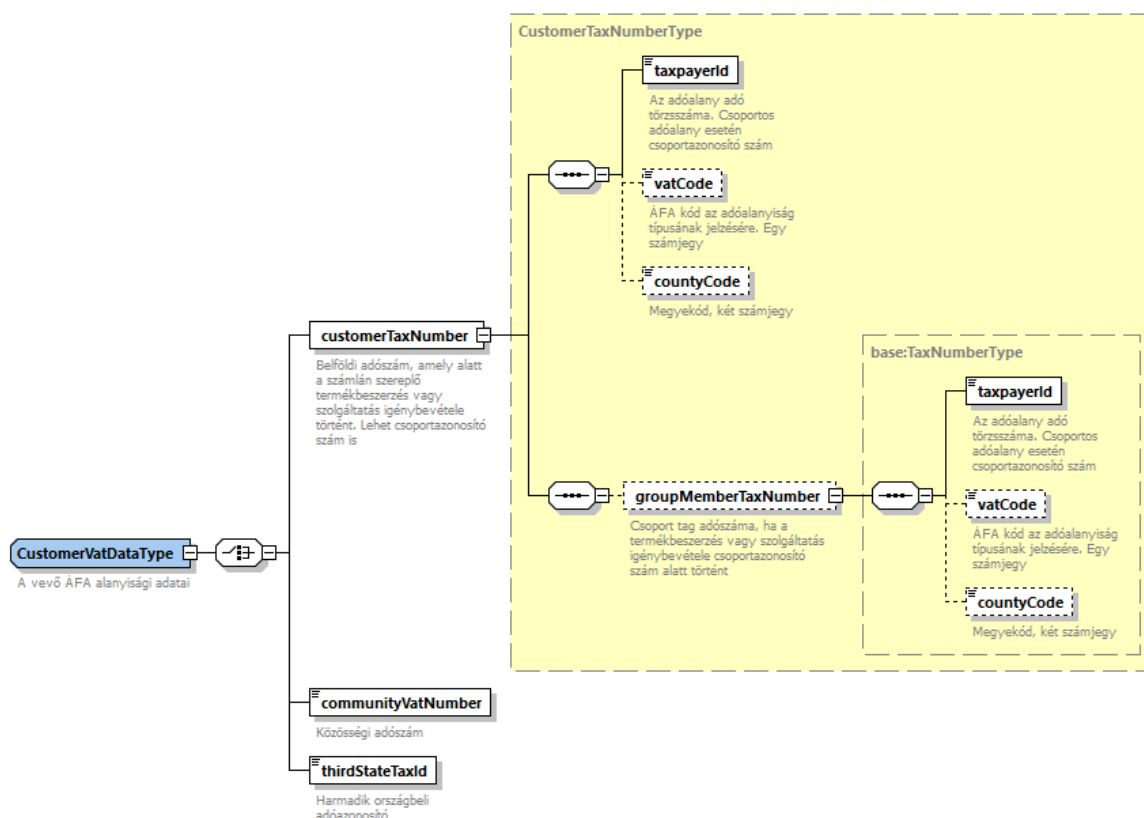 CustomerTaxNumberType
taxpayerId
Az adóalany adó
törzsszáma. Csoportos
adóalany esetén
csoportazonosító szám
vatCode
ÁFA kód az adóalanyiság
típusának jelzésére. Egy
számjegy
countyCode
Megyekód, két számjegy
customerTaxNumber
Belföldi adószám, amely alatt
a számlán szereplő
termékbeszerzés vagy
szolgáltatás igénybevétele
történt. Lehet csoportazonosító
szám is
base:TaxNumberType
taxpayerId
Az adóalany adó
törzsszáma. Csoportos
adóalany esetén
csoportazonosító szám
groupMemberTaxNumber
Csoport tag adószáma, ha a
termékbeszerzés vagy szolgáltatás
igénybevétele csoportazonosító
szám alatt történt
vatCode
ÁFA kód az adóalanyiság
típusának jelzésére. Egy
számjegy
countyCode
Megyekód, két számjegy
CustomerVatDataType
A vevő ÁFA alanyisági adatai
communityVatNumber
Közösségi adószám
thirdStateTaxId
Harmadik országbeli
adóazonosító